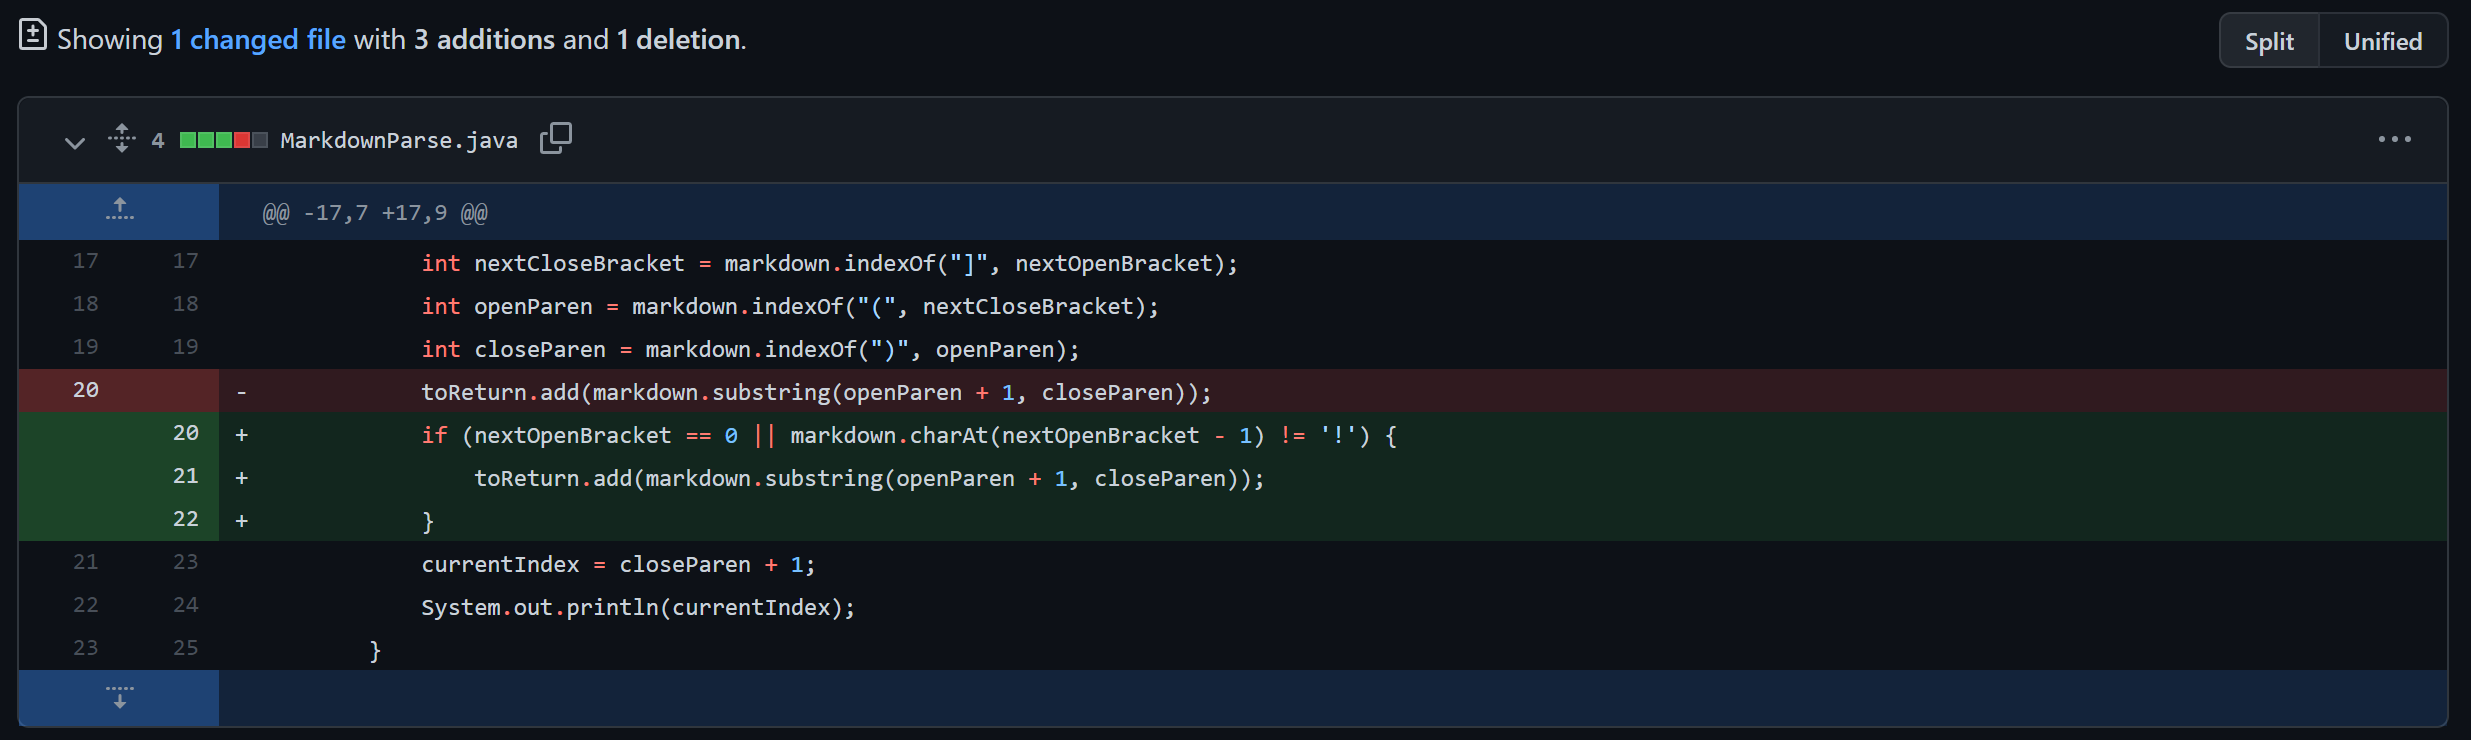 Showing 1 changed file with 3 additions and 1 deletion.
Split Unified
4 MarkdownParse.java
@@ -17,7 +17,9 @@
17 17 int nextCloseBracket = markdown.indexOf("]", nextOpenBracket);
18 18 int openParen = markdown.indexOf("(", nextCloseBracket);
19 19 int closeParen = markdown.indexOf(")", openParen);
20 - toReturn.add(markdown.substring(openParen + 1, closeParen));
20 + if (nextOpenBracket == 0 || markdown.charAt(nextOpenBracket - 1) != '!') {
21 + toReturn.add(markdown.substring(openParen + 1, closeParen));
22 + }
21 23 currentIndex = closeParen + 1;
22 24 System.out.println(currentIndex);
23 25 }